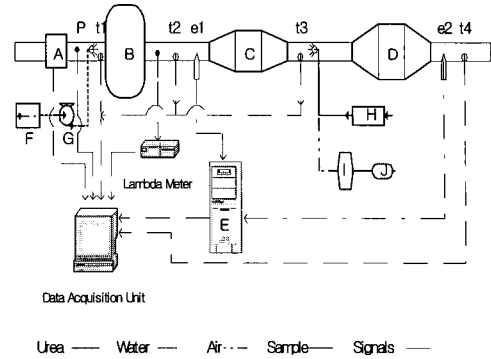 P t1 t2 e1 t3 e2 t4
A B C D
F G H
I J
Lambda Meter
E
Data Acquisition Unit
Urea Water Air Sample Signals